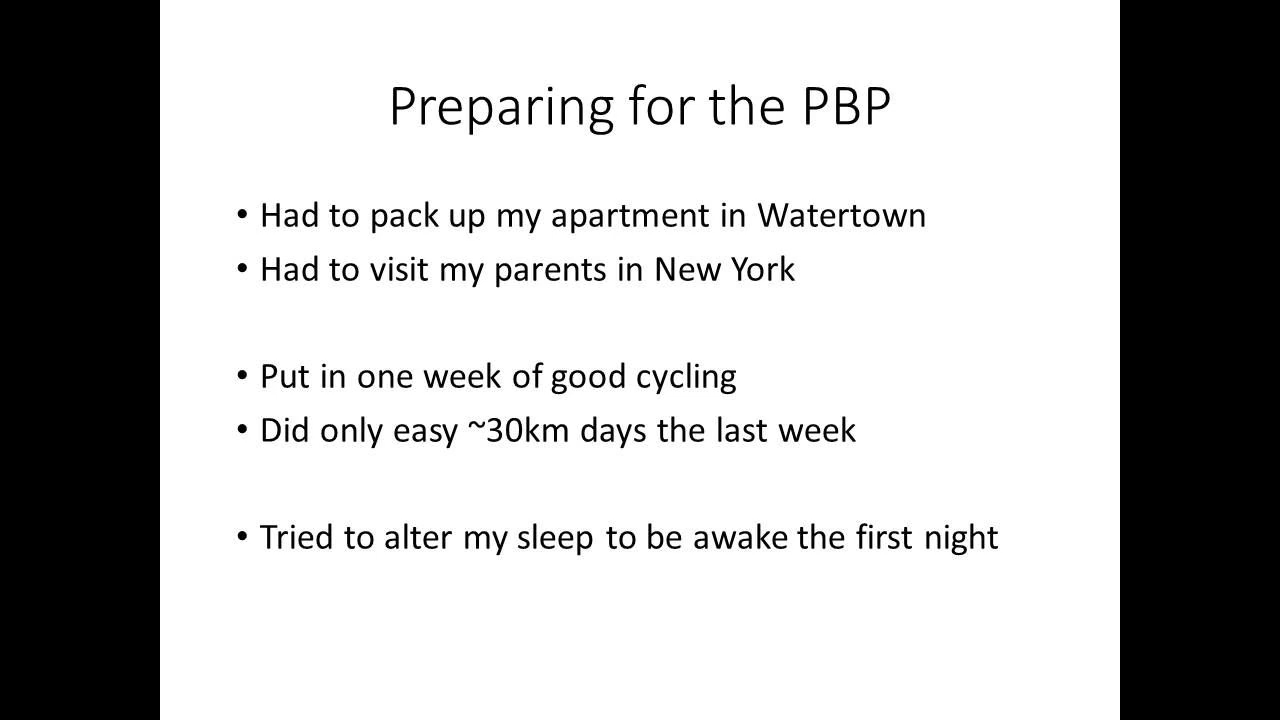 Preparing for the PBP
• Had to pack up my apartment in Watertown
• Had to visit my parents in New York
• Put in one week of good cycling
• Did only easy ~30km days the last week
• Tried to alter my sleep to be awake the first night